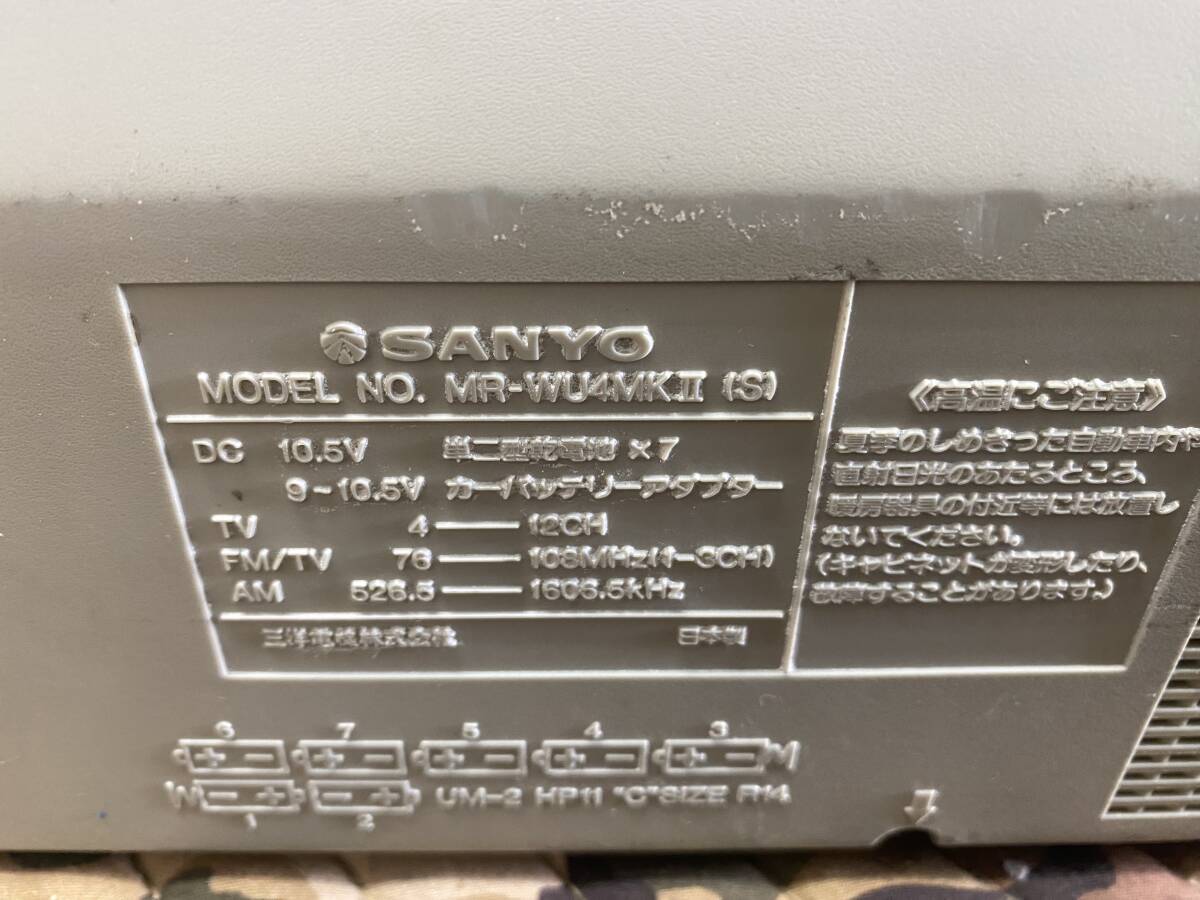 SANYO
MODEL NO. MR-WU4MKII (S)
DC 10.5V 単二型乾電池×7
9~10.5V カーバッテリーアダプター
TV 4 — 12CH
FM/TV 76 — 108MHz(1-3CH)
AM 526.5 — 1606.5kHz
三洋電機株式会社 日本製
《高温にご注意》
夏季のしめきった自動車内や
直射日光のあたるところ、
暖房器具の付近等には放置し
ないでください。
(キャビネットが変形したり、
故障することがあります。)
6 7 5 4 3
+ - + - + - + - + -
- + - + UM-2 HP11 "C"SIZE R14
1 2